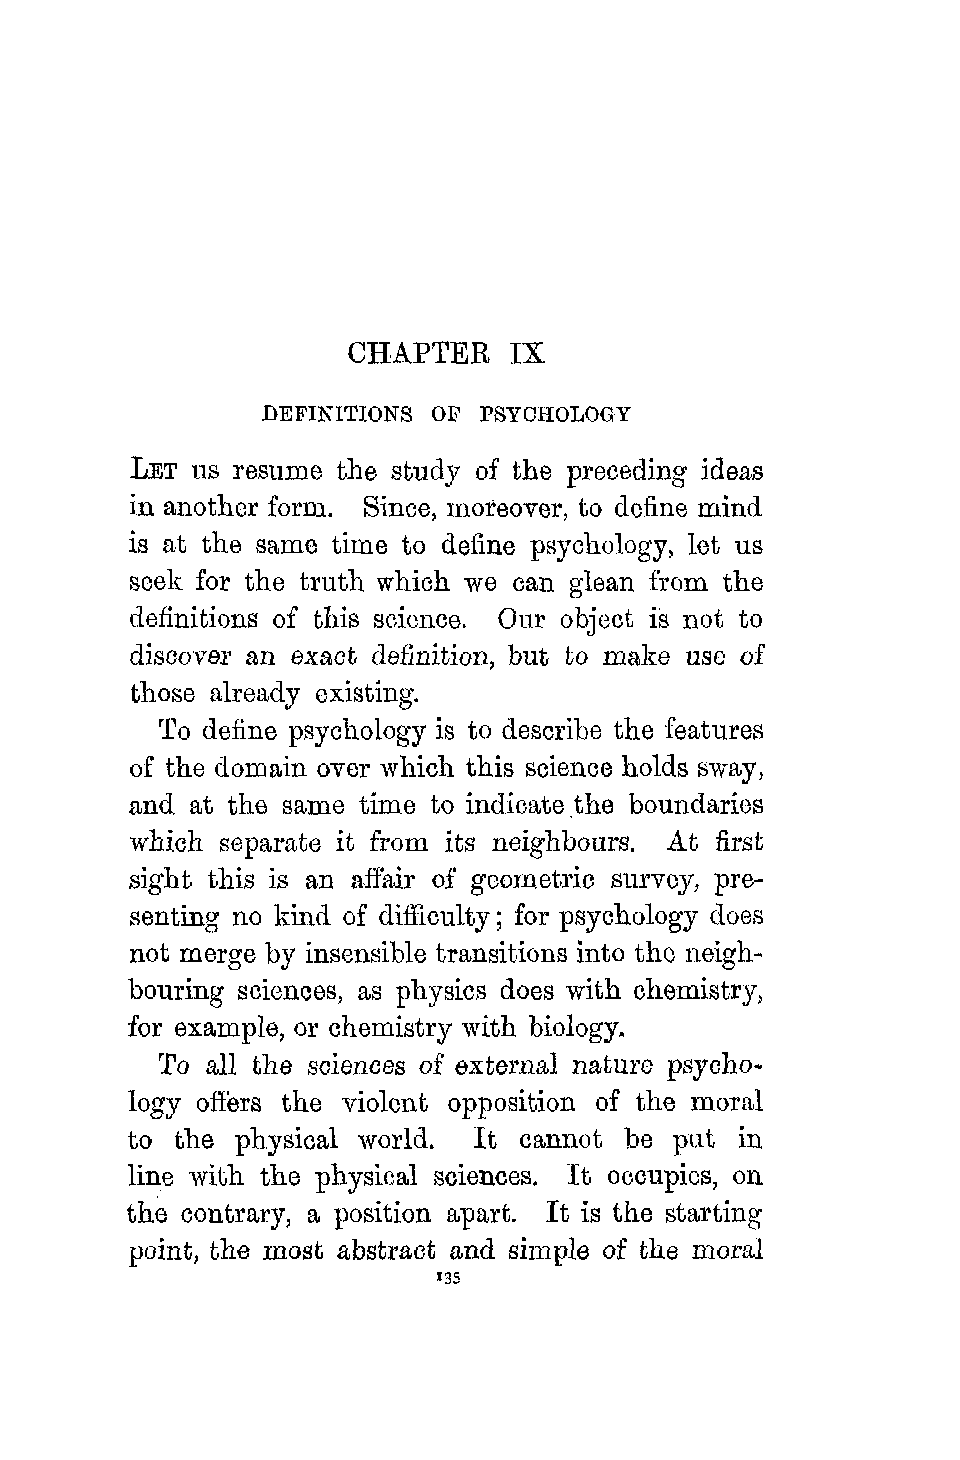 CHAPTER IX
DEFINITIONS OF PSYCHOLOGY
LET us resume the study of the preceding ideas
in another form. Since, moreover, to define mind
is at the same time to define psychology, let us
seek for the truth which we can glean from the
definitions of this science. Our object is not to
discover an exact definition, but to make use of
those already existing.
To define psychology is to describe the features
of the domain over which this science holds sway,
and at the same time to indicate the boundaries
which separate it from its neighbours. At first
sight this is an affair of geometric survey, pre-
senting no kind of difficulty; for psychology does
not merge by insensible transitions into the neigh-
bouring sciences, as physics does with chemistry,
for example, or chemistry with biology.
To all the sciences of external nature psycho-
logy offers the violent opposition of the moral
to the physical world. It cannot be put in
line with the physical sciences. It occupies, on
the contrary, a position apart. It is the starting
point, the most abstract and simple of the moral
135